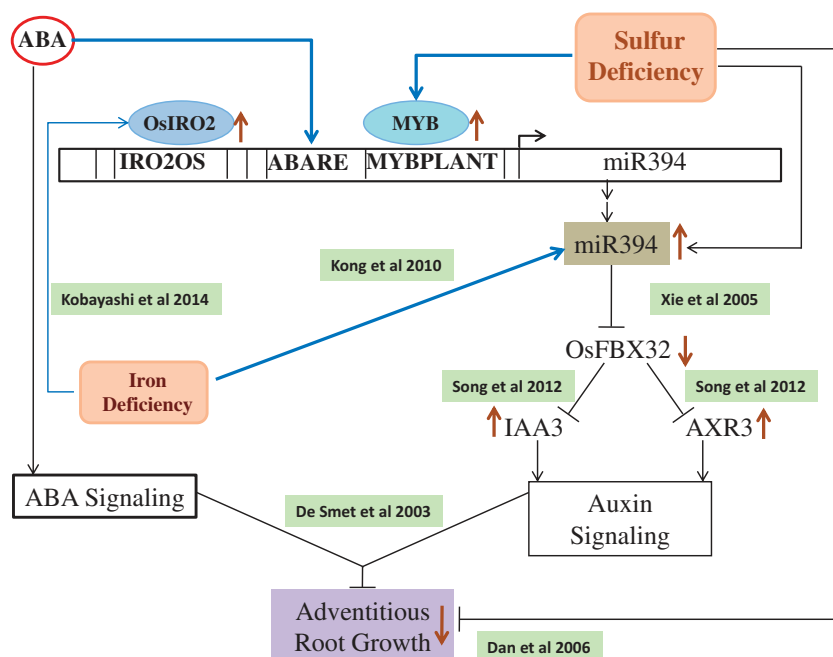 ABA
Sulfur
Deficiency
OsIRO2
MYB
IRO2OS
ABARE
MYBPLANT
miR394
miR394
Kong et al 2010
Kobayashi et al 2014
Xie et al 2005
OsFBX32
Iron
Deficiency
Song et al 2012
Song et al 2012
IAA3
AXR3
ABA Signaling
De Smet et al 2003
Auxin
Signaling
Adventitious
Root Growth
Dan et al 2006